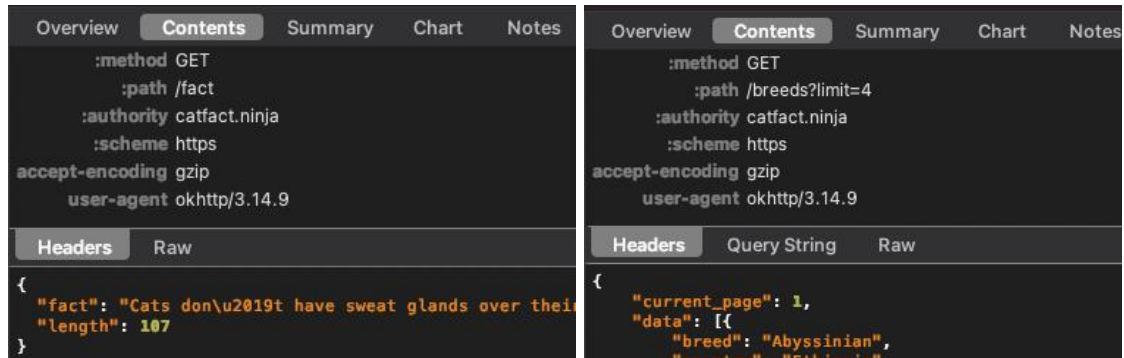 Overview Contents Summary Chart Notes
:method GET
:path /fact
:authority catfact.ninja
:scheme https
accept-encoding gzip
user-agent okhttp/3.14.9
Headers Raw
{
"fact": "Cats don\u2019t have sweat glands over their
"length": 107
}
Overview Contents Summary Chart Notes
:method GET
:path /breeds?limit=4
:authority catfact.ninja
:scheme https
accept-encoding gzip
user-agent okhttp/3.14.9
Headers Query String Raw
{
"current_page": 1,
"data": [{
"breed": "Abyssinian",